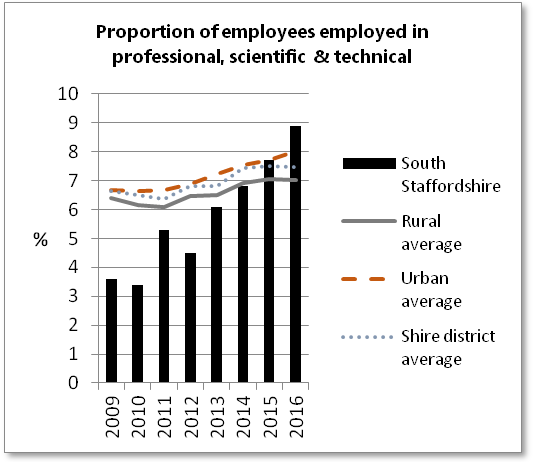 Proportion of employees employed in
professional, scientific & technical
10
9
8
7
6
5
4
3
2
1
0
%
2009
2010
2011
2012
2013
2014
2015
2016
South
Staffordshire
Rural
average
Urban
average
Shire district
average